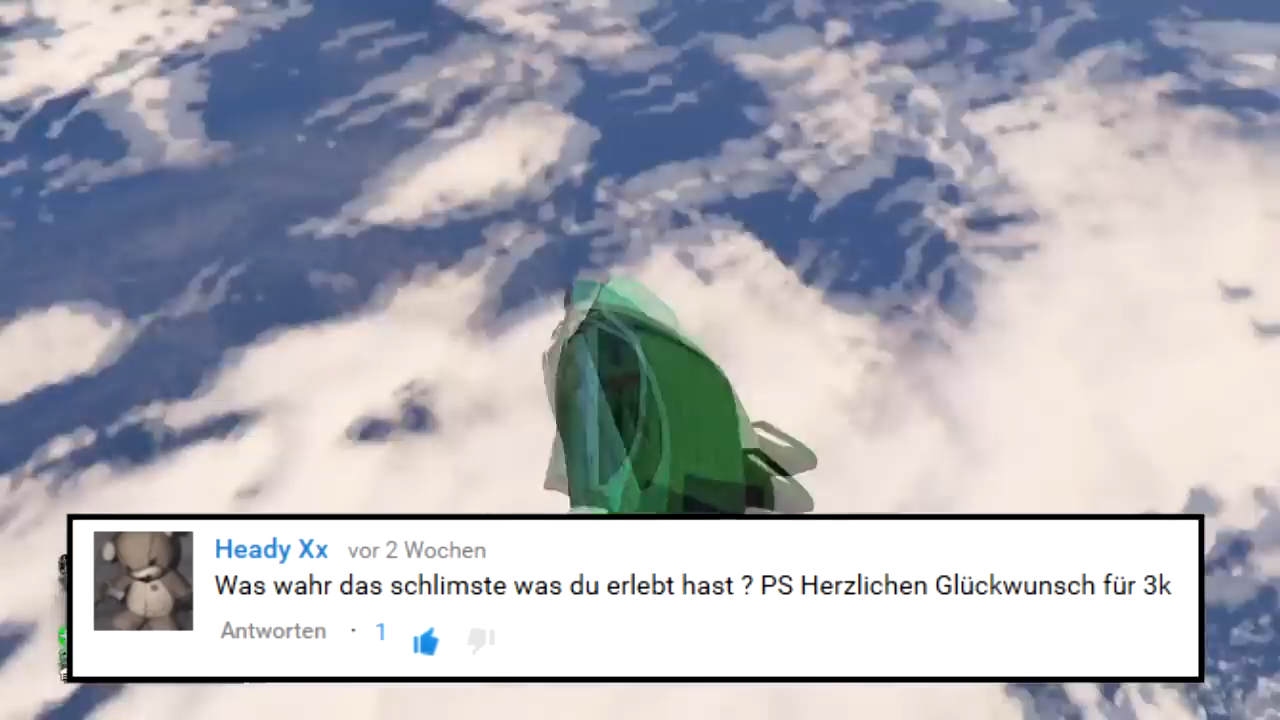 Heady Xx vor 2 Wochen
Was wahr das schlimste was du erlebt hast ? PS Herzlichen Glückwunsch für 3k
Antworten · 1